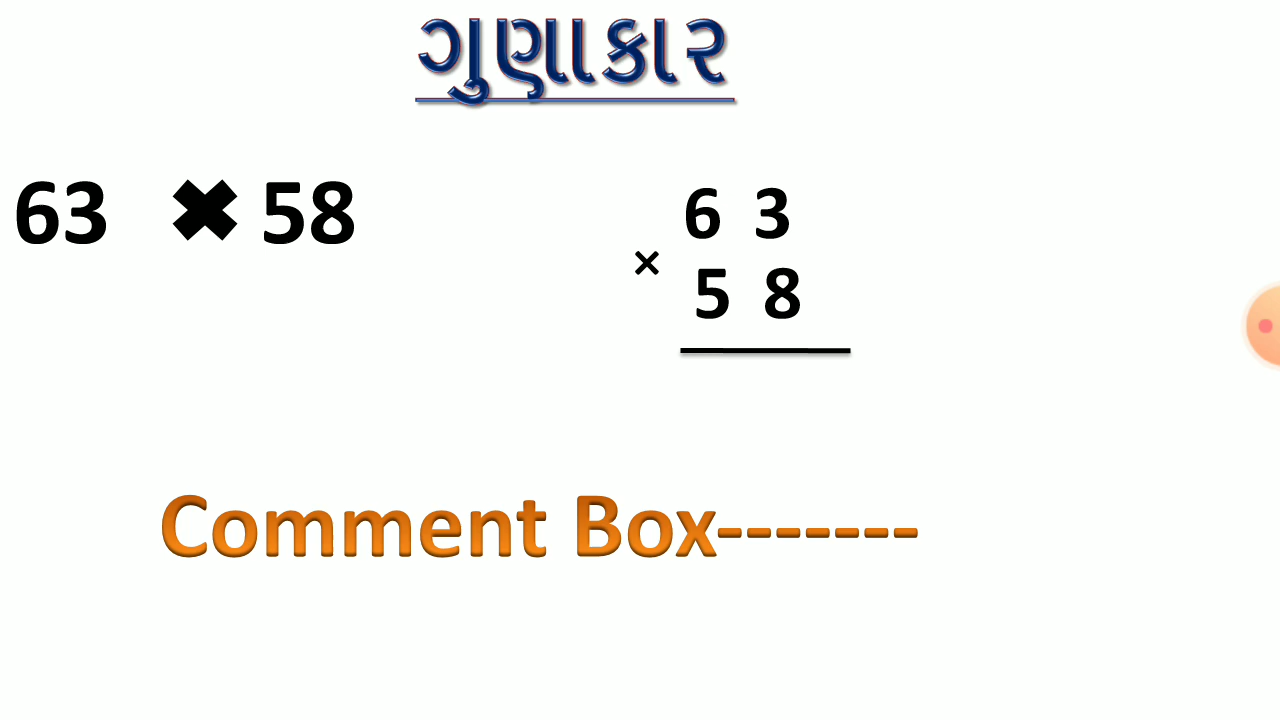 ગુણાકાર
63 ✖ 58
6 3
×
5 8
Comment Box-------